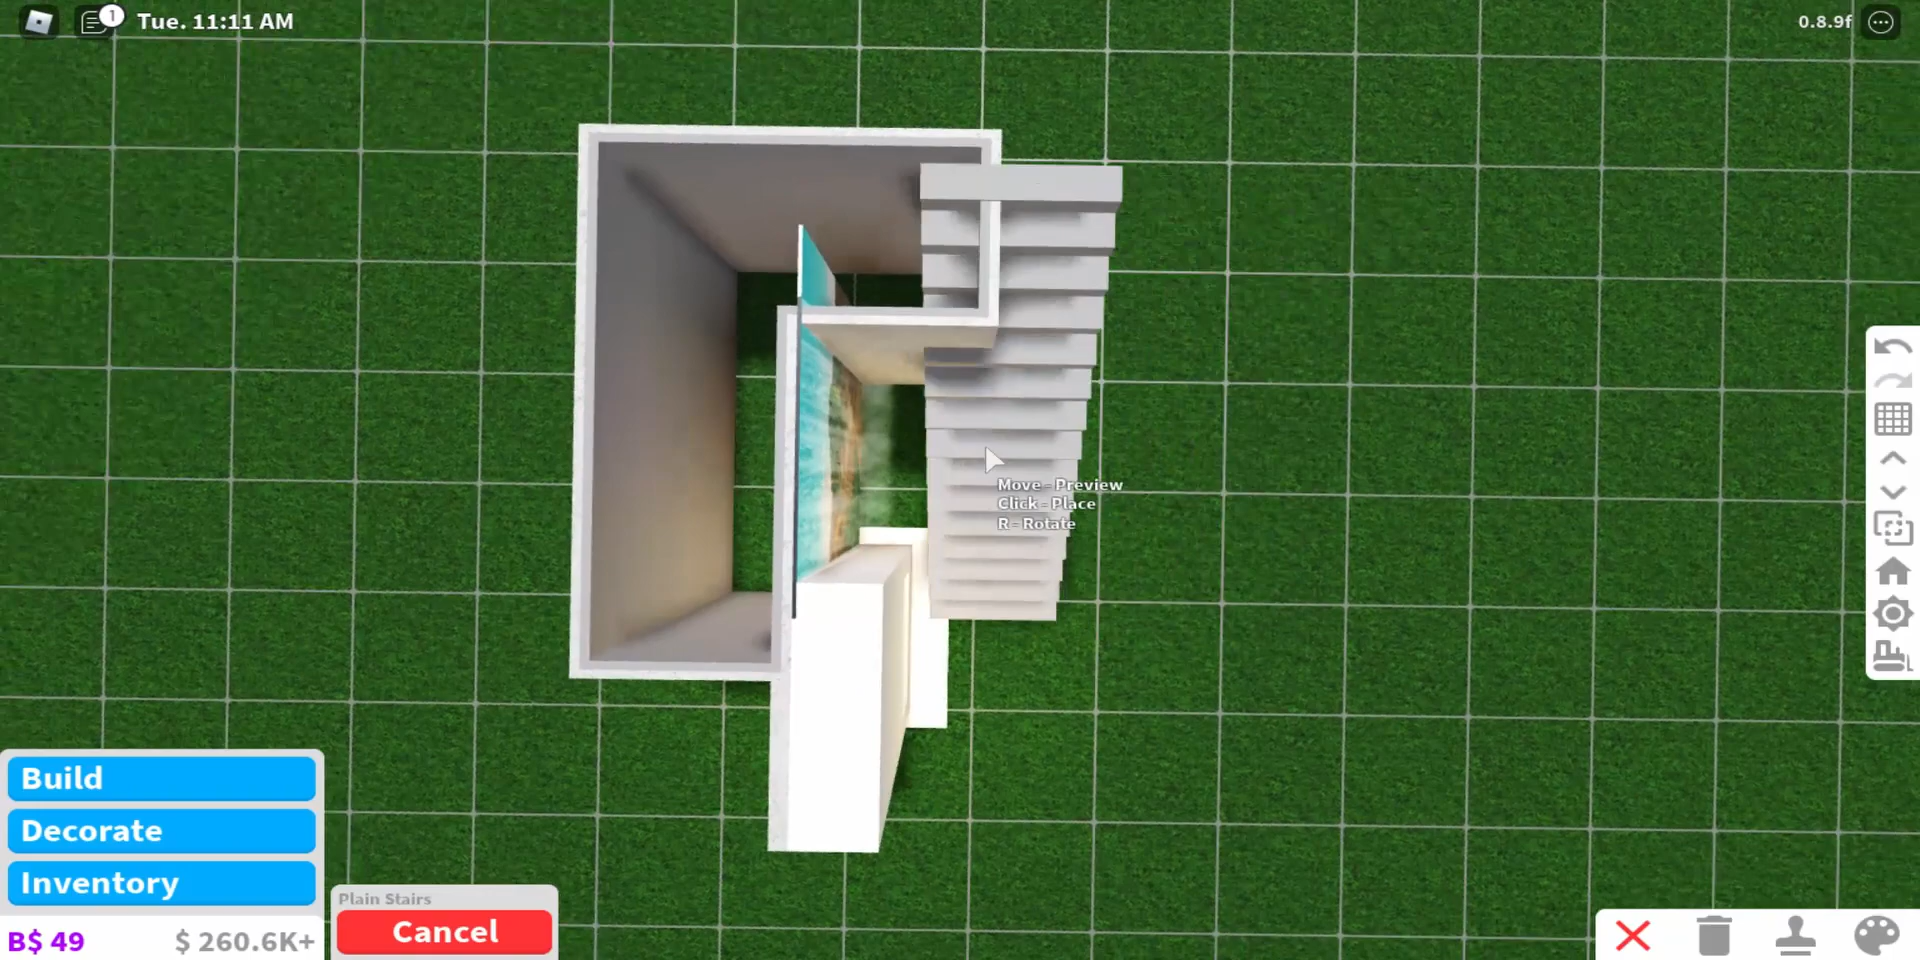 1
Tue. 11:11 AM
0.8.9f
Move - Preview
Click - Place
R - Rotate
Build
Decorate
Inventory
B$ 49
$ 260.6K+
Plain Stairs
Cancel